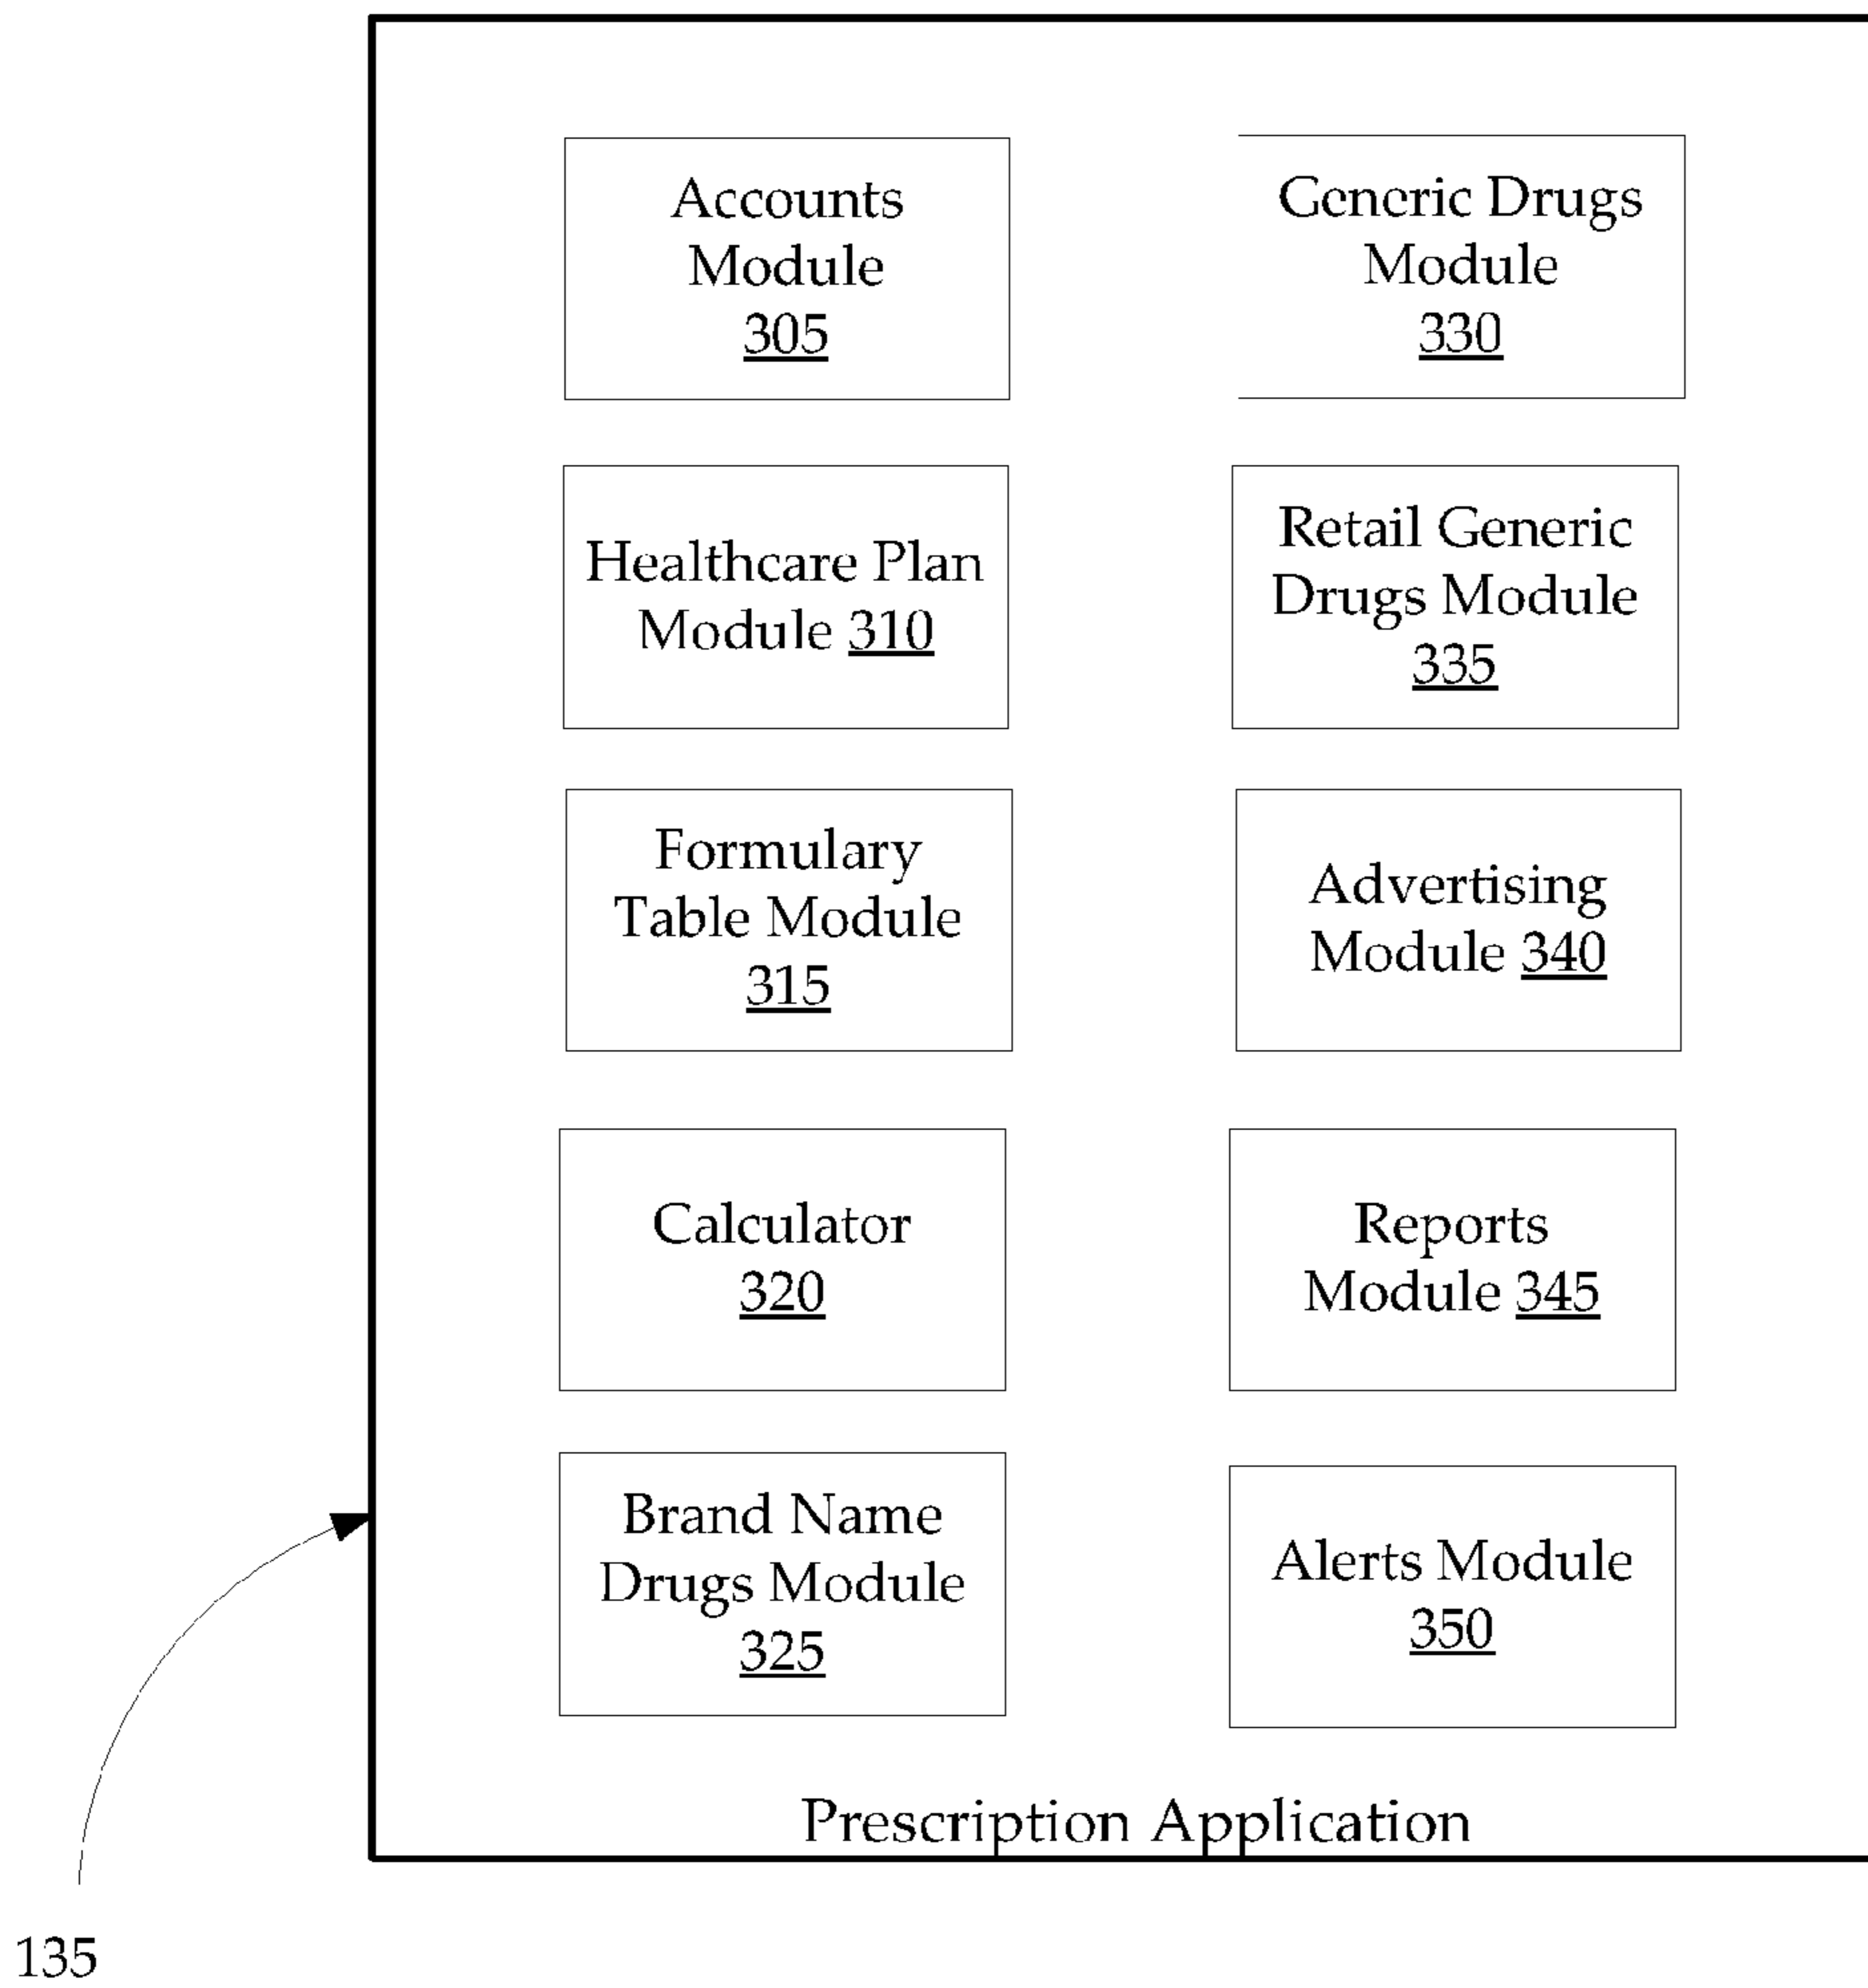 Accounts
Module
305
Generic Drugs
Module
330
Healthcare Plan
Module 310
Retail Generic
Drugs Module
335
Formulary
Table Module
315
Advertising
Module 340
Calculator
320
Reports
Module 345
Brand Name
Drugs Module
325
Alerts Module
350
Prescription Application
135